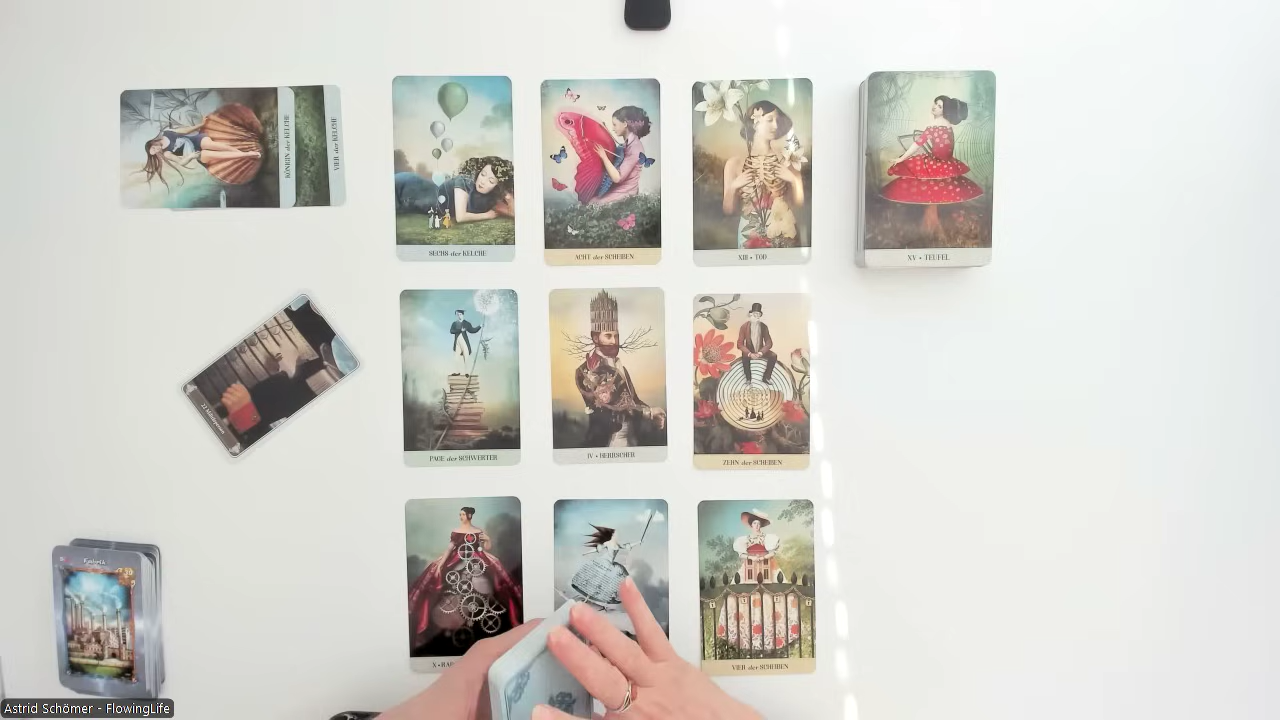 KÖNIGIN der KELCHE
VIER der KELCHE
SECHS der KELCHE
ACHT der SCHEIBEN
XIII • TOD
XV • TEUFEL
PAGE der SCHWERTER
IV • HERRSCHER
ZEHN der SCHEIBEN
X • RAD
VIER der SCHEIBEN
Astrid Schömer - FlowingLife